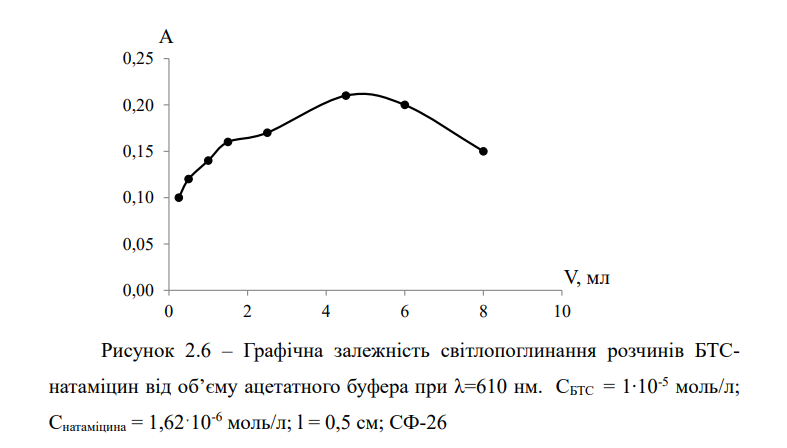 A
0,25
0,20
0,15
0,10
0,05
0,00
V, мл
0 2 4 6 8 10
Рисунок 2.6 – Графічна залежність світлопоглинання розчинів БТС-
натаміцин від об’єму ацетатного буфера при λ=610 нм. СБТС = 1·10-5 моль/л;
Снатаміцина = 1,62·10-6 моль/л; l = 0,5 см; СФ-26